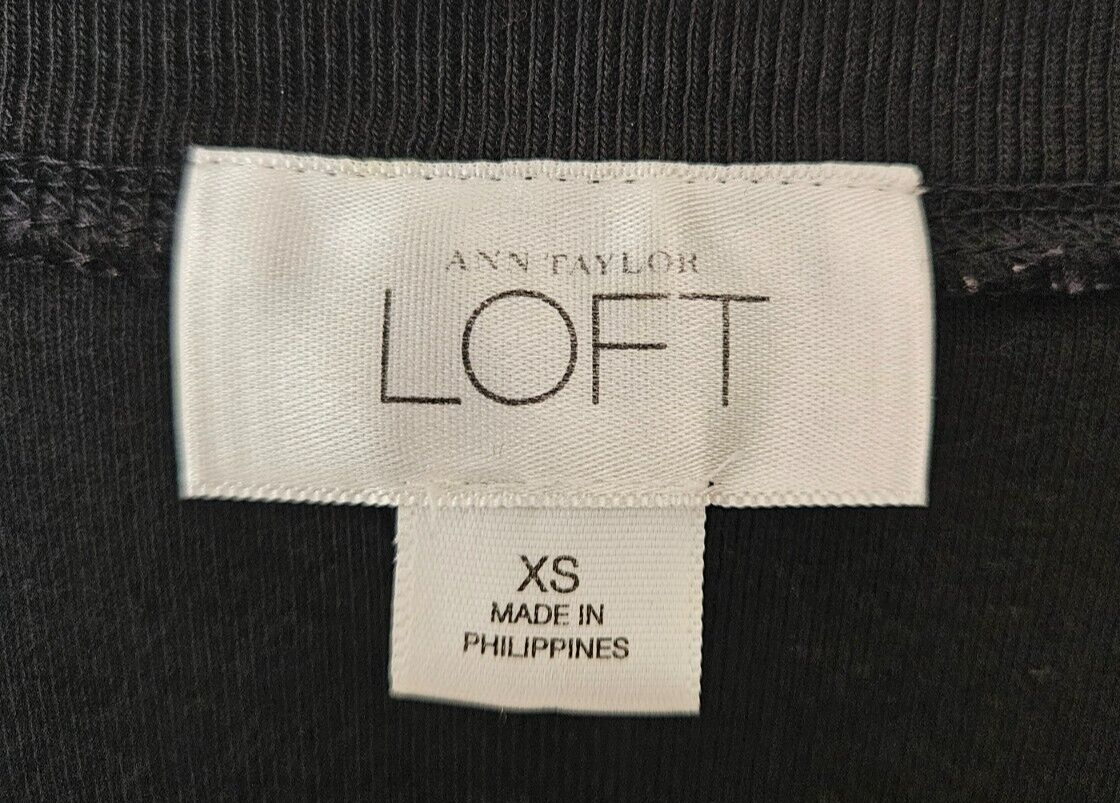 ANN TAYLOR
LOFT
XS
MADE IN
PHILIPPINES